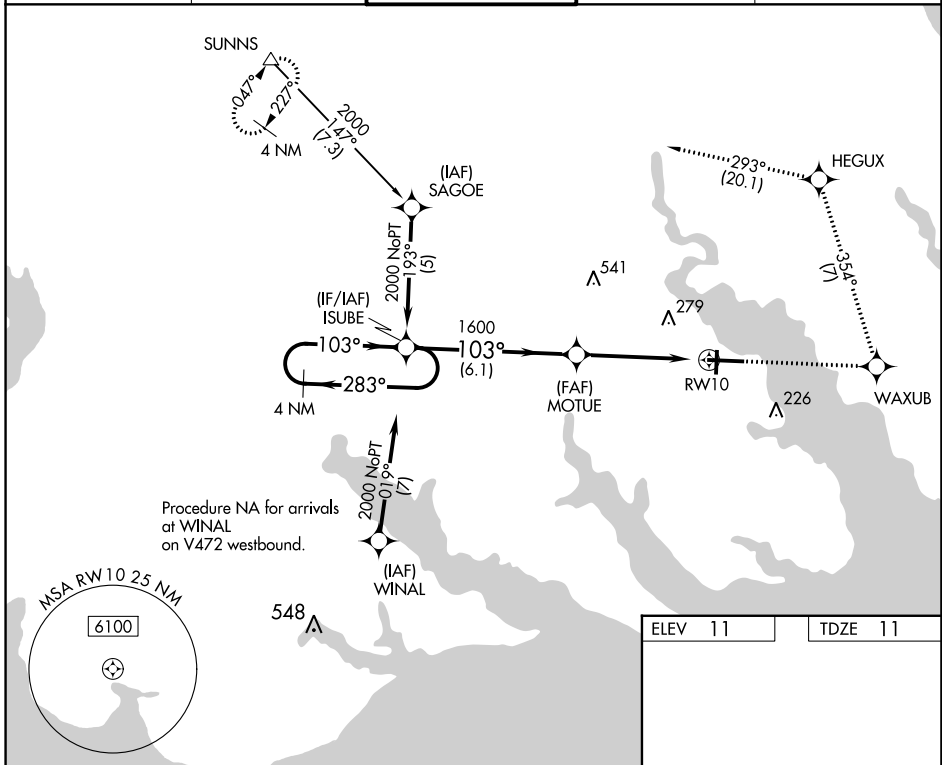 SUNNS
047°
227°
4 NM
2000
147°
(7.3)
(IAF)
SAGOE
293°
(20.1)
HEGUX
354°
(7)
2000 NoPT
193°
(5)
541
279
(IF/IAF)
ISUBE
103°
283°
4 NM
1600
103°
(6.1)
(FAF)
MOTUE
RW10
226
WAXUB
2000 NoPT
019°
(7)
Procedure NA for arrivals
at WINAL
on V472 westbound.
(IAF)
WINAL
MSA RW10 25 NM
6100
548
ELEV 11
TDZE 11